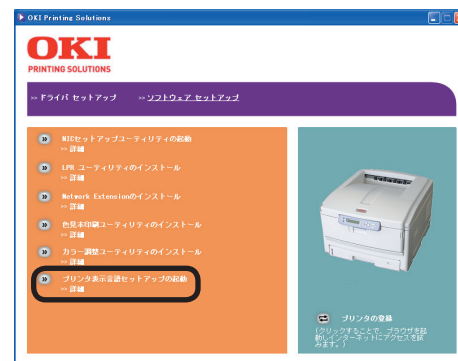 OKI Printing Solutions
OKI
PRINTING SOLUTIONS
» ドライバ セットアップ » ソフトウェア セットアップ
NICセットアップユーティリティの起動
» 詳細
LPR ユーティリティのインストール
» 詳細
Network Extensionのインストール
» 詳細
色見本印刷ユーティリティのインストール
» 詳細
カラー調整ユーティリティのインストール
» 詳細
プリンタ表示言語セットアップの起動
» 詳細
プリンタの登録
(クリックすることで、ブラウザを起
動しインターネットにアクセスを試
みます。)